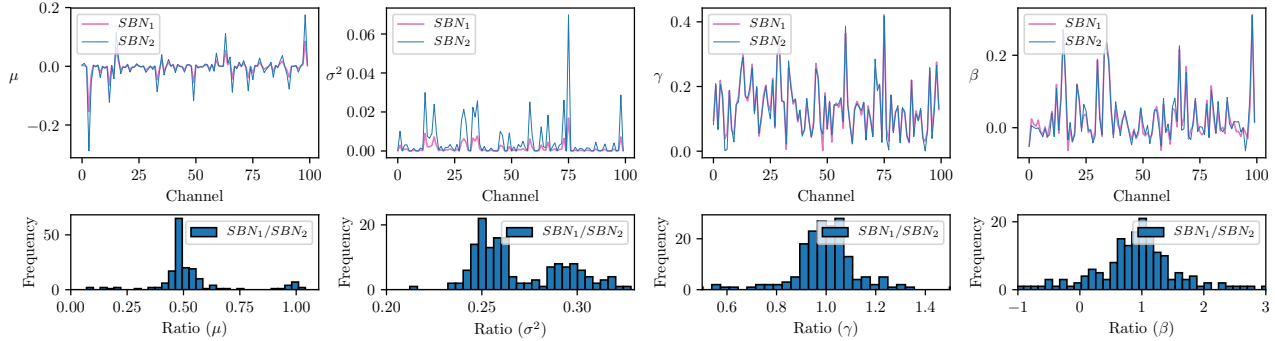 μ
0.2
0.0
−0.2
SBN₁
SBN₂
0 25 50 75 100
Channel
σ²
0.06
0.04
0.02
0.00
SBN₁
SBN₂
0 25 50 75 100
Channel
γ
0.4
0.2
0.0
SBN₁
SBN₂
0 25 50 75 100
Channel
β
0.2
0.0
SBN₁
SBN₂
0 25 50 75 100
Channel
Frequency
50
0
SBN₁/SBN₂
0.00 0.25 0.50 0.75 1.00
Ratio (μ)
Frequency
20
0
SBN₁/SBN₂
0.20 0.25 0.30
Ratio (σ²)
Frequency
20
0
SBN₁/SBN₂
0.6 0.8 1.0 1.2 1.4
Ratio (γ)
Frequency
20
0
SBN₁/SBN₂
−1 0 1 2 3
Ratio (β)